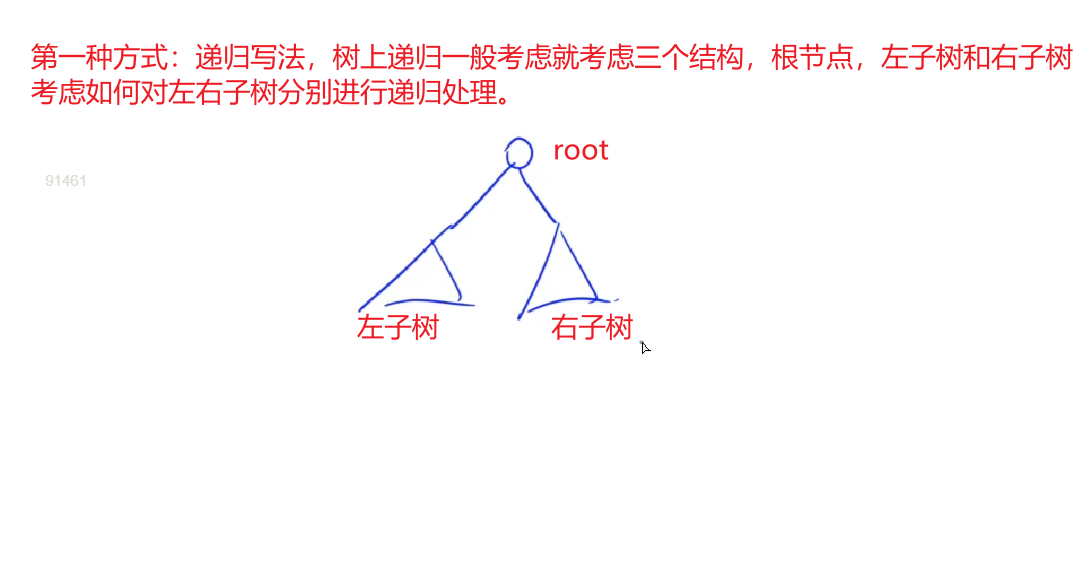 第一种方式：递归写法，树上递归一般考虑就考虑三个结构，根节点，左子树和右子树
考虑如何对左右子树分别进行递归处理。
root
91461
左子树
右子树